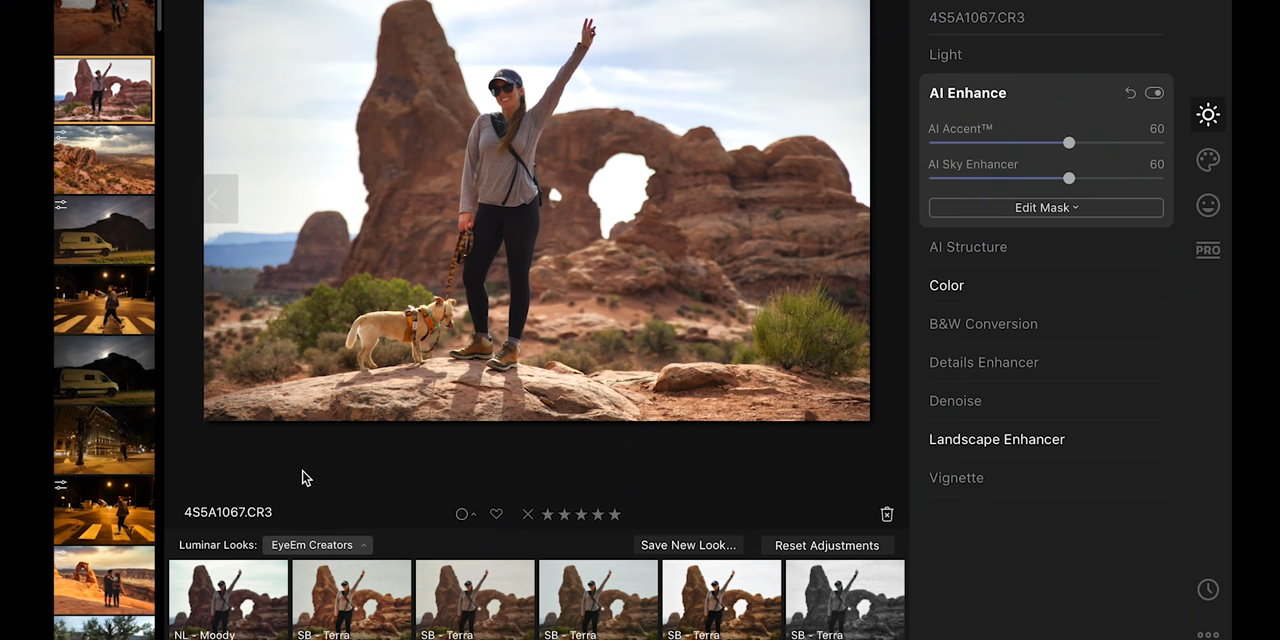 4S5A1067.CR3
Light
AI Enhance
AI Accent™ 60
AI Sky Enhancer 60
Edit Mask
AI Structure
Color
B&W Conversion
Details Enhancer
Denoise
Landscape Enhancer
Vignette
PRO
4S5A1067.CR3
Luminar Looks: EyeEm Creators Save New Look... Reset Adjustments
NL - Moody SB - Terra SB - Terra SB - Terra SB - Terra SB - Terra